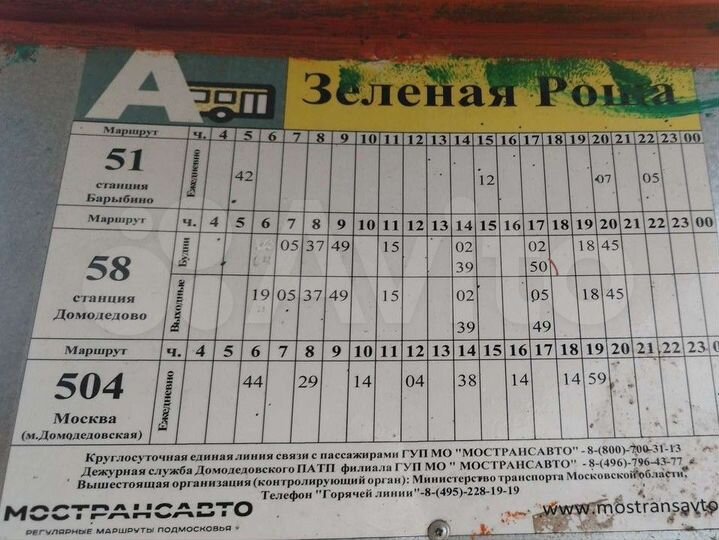 А Зеленая Роща
Маршрут ч. 4 5 6 7 8 9 10 11 12 13 14 15 16 17 18 19 20 21 22 23 00
51 станция Барыбино Ежедневно 42 12 07 05
Маршрут ч. 4 5 6 7 8 9 10 11 12 13 14 15 16 17 18 19 20 21 22 23 00
58 станция Домодедово Будни 05 37 49 15 02 02 18 45
39 50
Выходные 19 05 37 49 15 02 05 18 45
39 49
Маршрут ч. 4 5 6 7 8 9 10 11 12 13 14 15 16 17 18 19 20 21 22 23
504 Москва (м.Домодедовская) Ежедневно 44 29 14 04 38 14 14 59
Круглосуточная единая линия связи с пассажирами ГУП МО "МОСТРАНСАВТО" -8-(800)-700-31-13
Дежурная служба Домодедовского ПАТП филиала ГУП МО " МОСТРАНСАВТО" -8-(496)-796-43-77
Вышестоящая организация (контролирующий орган): Министерство транспорта Московской области,
Телефон "Горячей линии"-8-(495)-228-19-19
МОСТРАНСАВТО
РЕГУЛЯРНЫЕ МАРШРУТЫ ПОДМОСКОВЬЯ
www.mostransavto
Avito